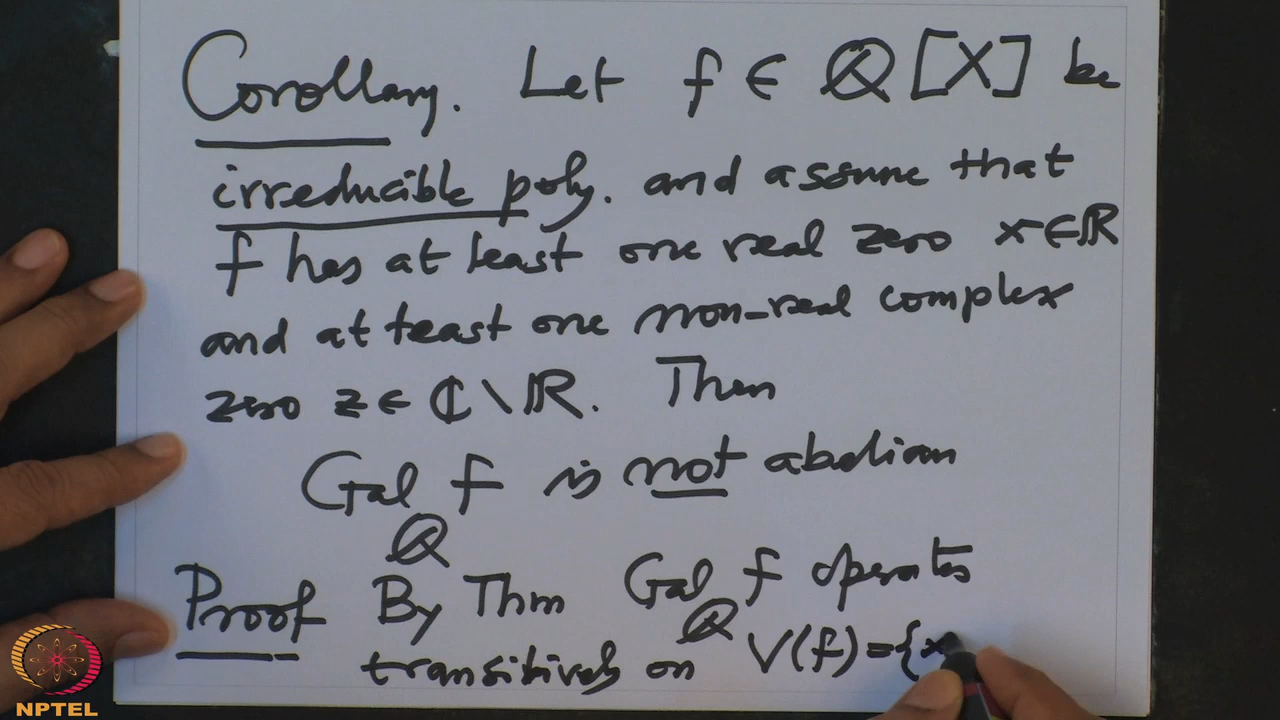 Corollary. Let f ∈ ℚ[X] be
irreducible poly. and assume that
f has at least one real zero x∈ℝ
and at least one non-real complex
zero z∈ ℂ\ℝ. Then
Gal f is not abelian
ℚ
Proof By Thm Gal f operates
ℚ
transitively on V(f)={x
NPTEL